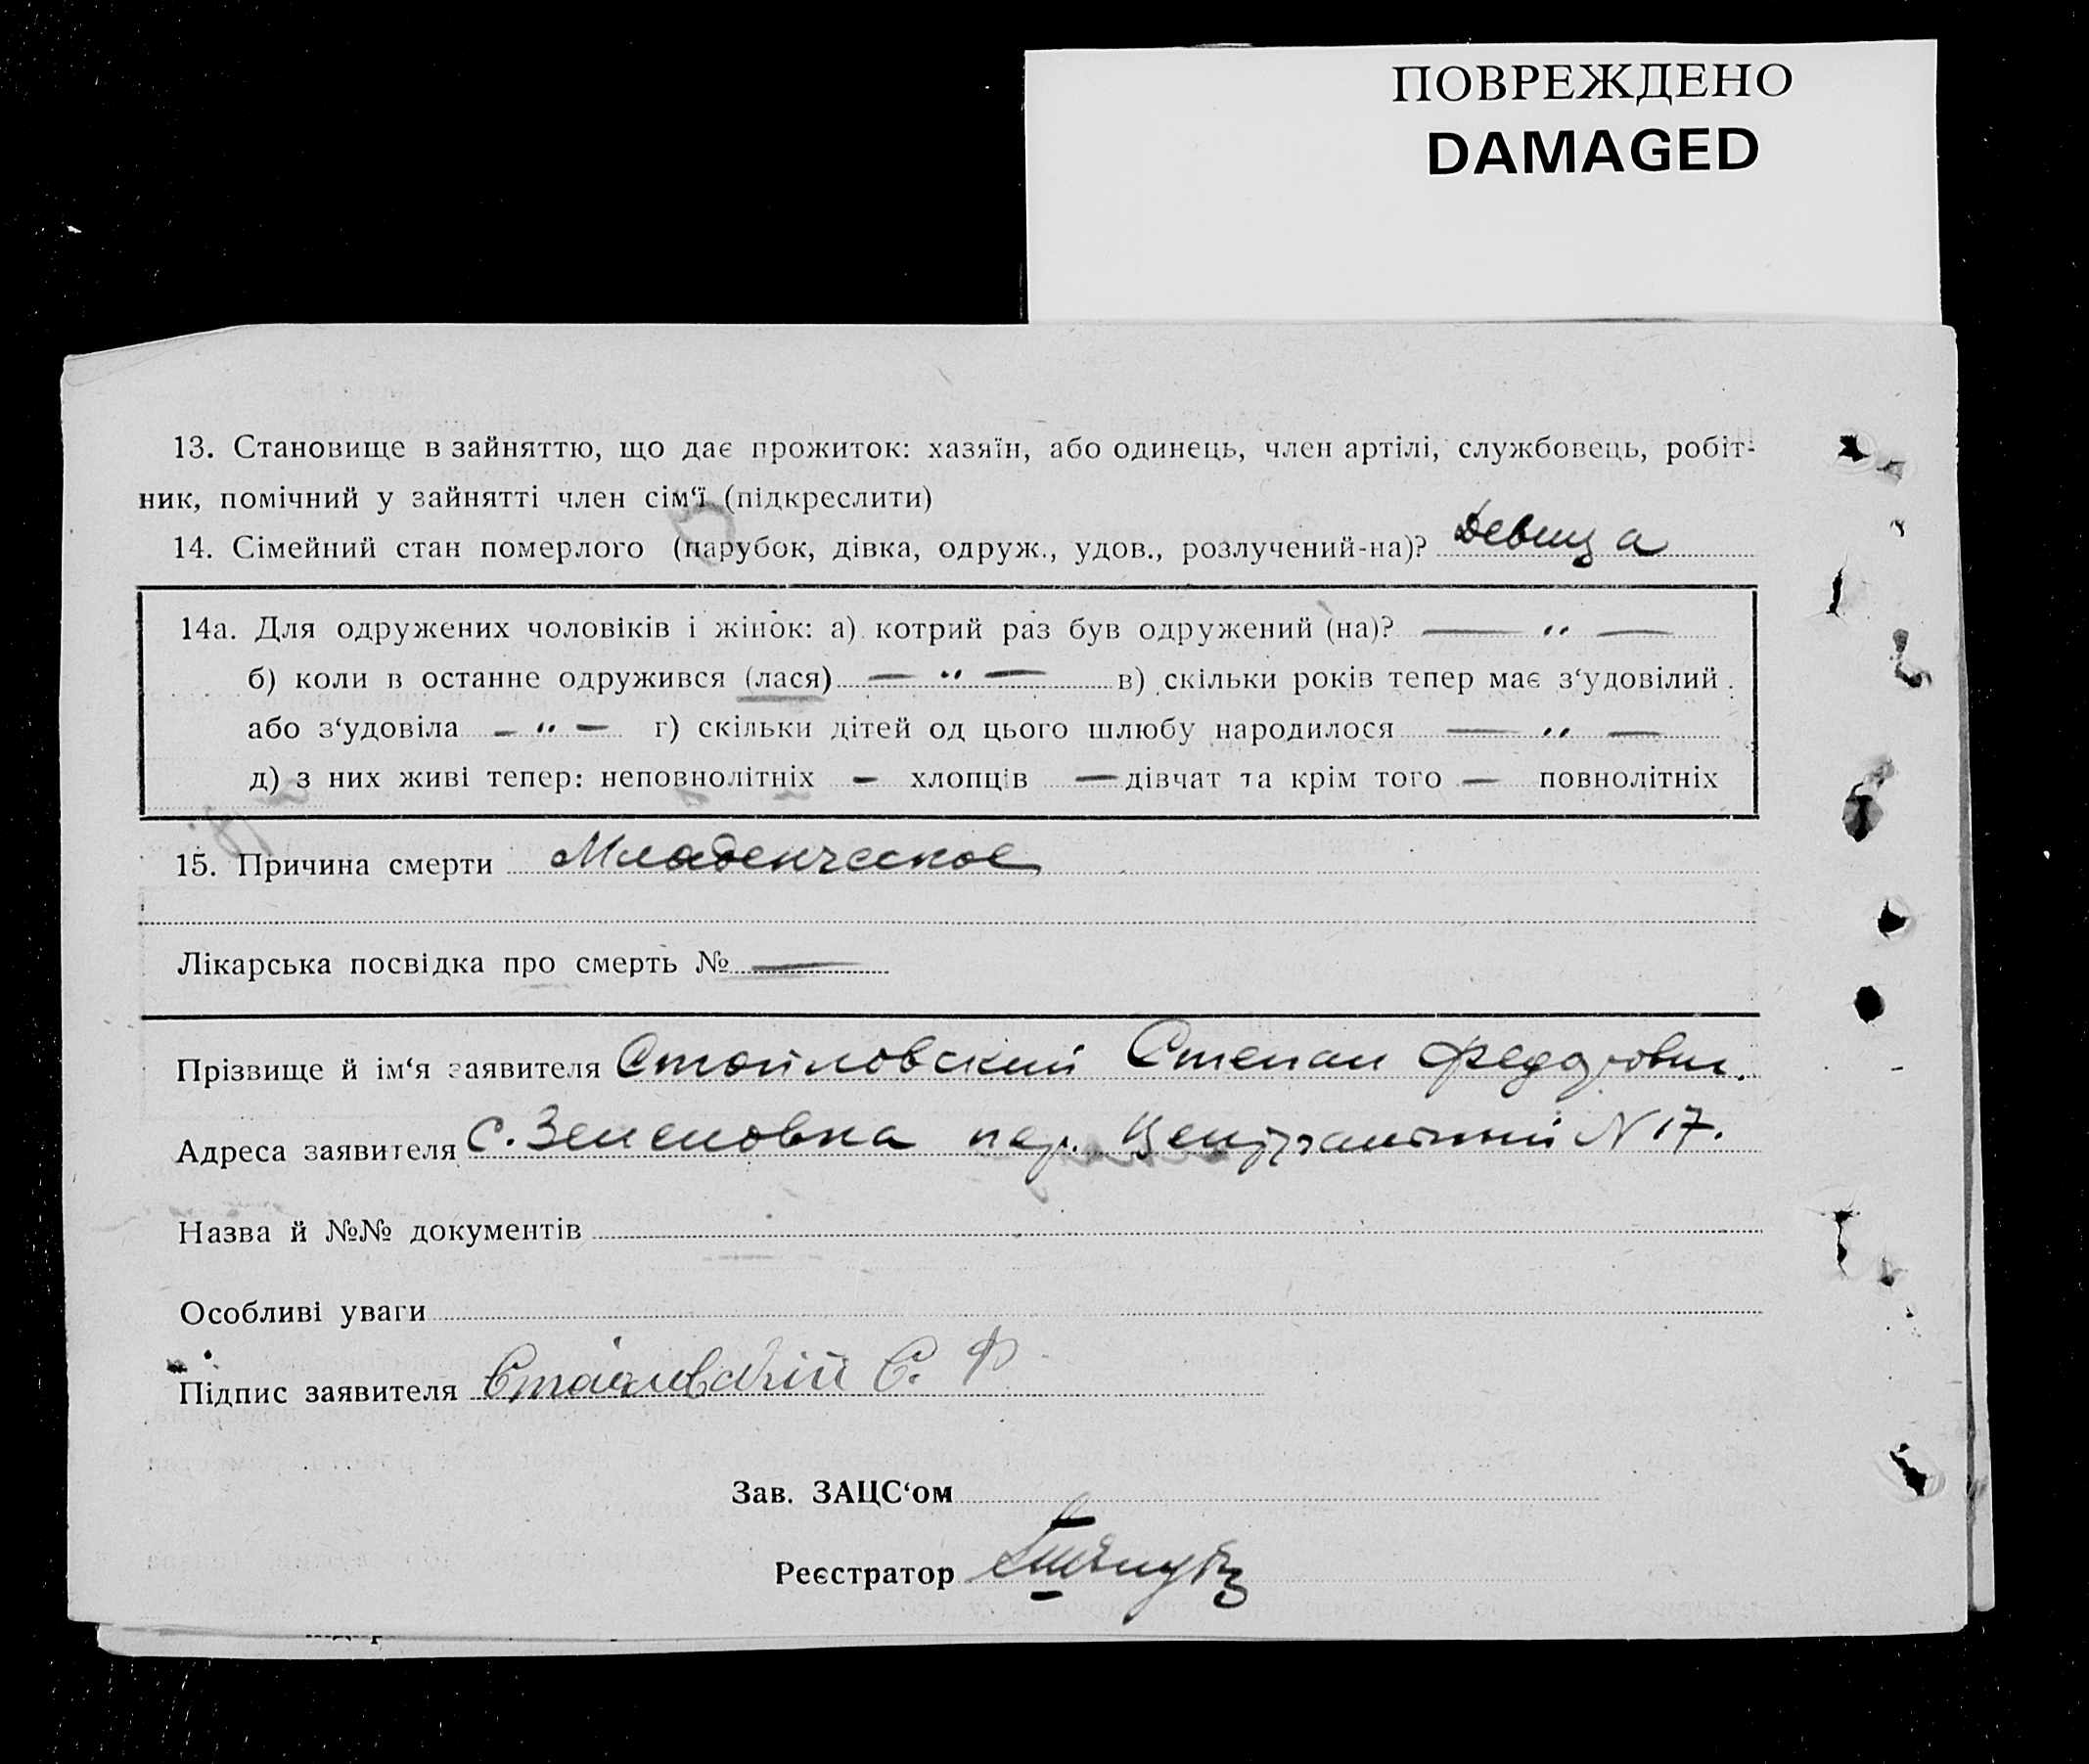 ПОВРЕЖДЕНО
DAMAGED
13. Становище в зайняттю, що дає прожиток: хазяїн, або одинець, член артілі, службовець, робіт-
ник, помічний у зайнятті член сім‘ї (підкреслити)
14. Сімейний стан померлого (парубок, дівка, одруж., удов., розлучений-на)? Девица
14а. Для одружених чоловіків і жінок: а) котрий раз був одружений (на)? — " —
б) коли в останне одружився (лася) — " — в) скільки років тепер має з‘удовілий
або з‘удовіла — " — г) скільки дітей од цього шлюбу народилося — " —
д) з них живі тепер: неповнолітніх — хлопців — дівчат та крім того — повнолітніх
15. Причина смерти Младенческое
Лікарська посвідка про смерть № —
Прізвище й ім‘я заявителя Стойловский Степан Федорович.
Адреса заявителя с. Зеленовка пер. Центральный N 17.
Назва й №№ документів
Особливі уваги
Підпис заявителя С. Ф.
Зав. ЗАЦС‘ом
Реєстратор